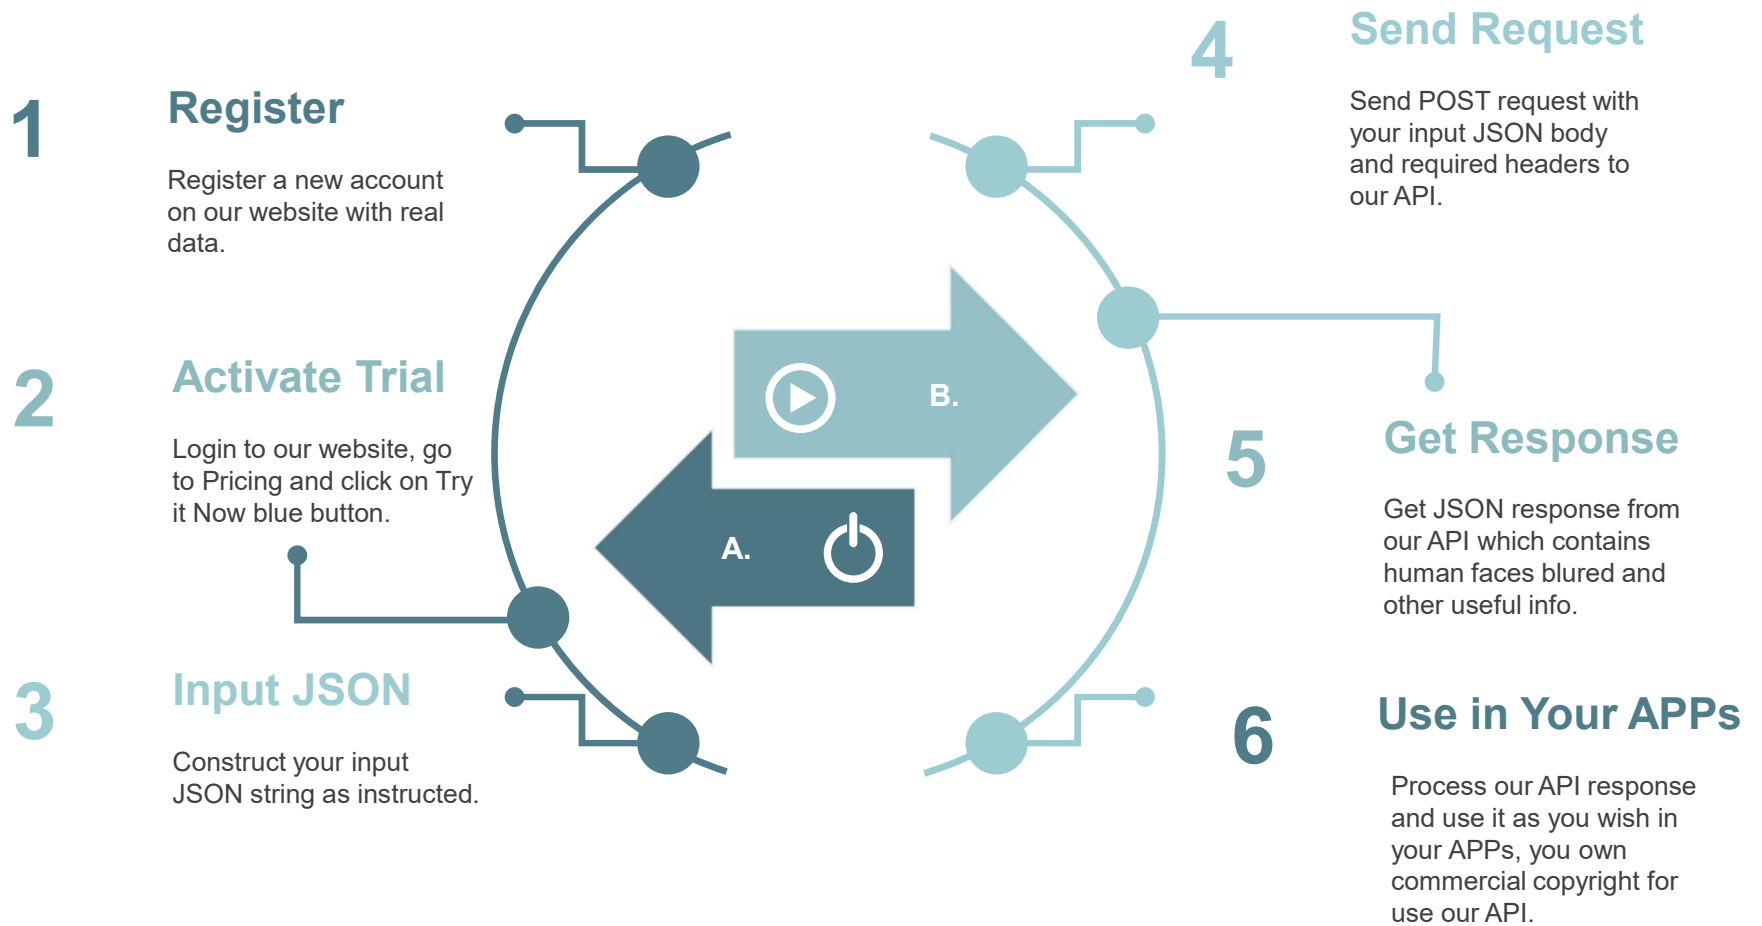 1
Register
Register a new account
on our website with real
data.
2
Activate Trial
Login to our website, go
to Pricing and click on Try
it Now blue button.
3
Input JSON
Construct your input
JSON string as instructed.
B.
A.
4
Send Request
Send POST request with
your input JSON body
and required headers to
our API.
5
Get Response
Get JSON response from
our API which contains
human faces blured and
other useful info.
6
Use in Your APPs
Process our API response
and use it as you wish in
your APPs, you own
commercial copyright for
use our API.